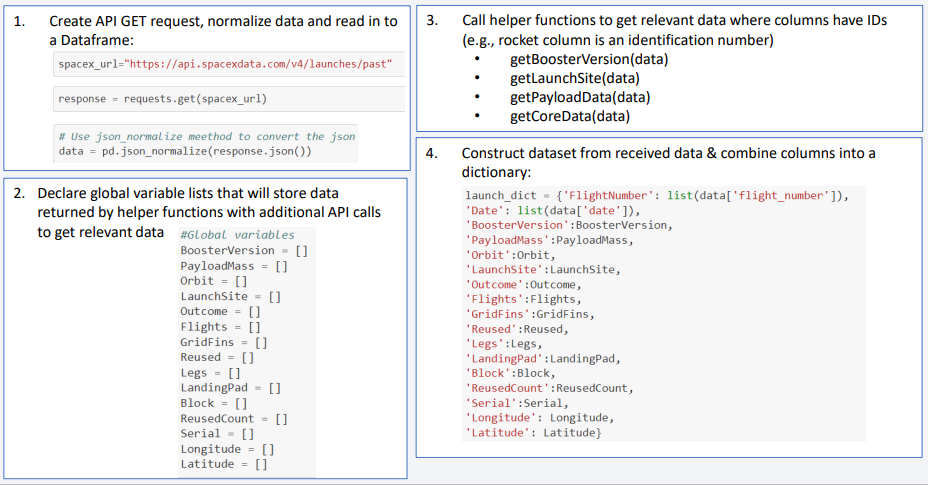 1. Create API GET request, normalize data and read in to
a Dataframe:
spacex_url="https://api.spacexdata.com/v4/launches/past"
response = requests.get(spacex_url)
# Use json_normalize meethod to convert the json
data = pd.json_normalize(response.json())
2. Declare global variable lists that will store data
returned by helper functions with additional API calls
to get relevant data
#Global variables
BoosterVersion = []
PayloadMass = []
Orbit = []
LaunchSite = []
Outcome = []
Flights = []
GridFins = []
Reused = []
Legs = []
LandingPad = []
Block = []
ReusedCount = []
Serial = []
Longitude = []
Latitude = []
3. Call helper functions to get relevant data where columns have IDs
(e.g., rocket column is an identification number)
• getBoosterVersion(data)
• getLaunchSite(data)
• getPayloadData(data)
• getCoreData(data)
4. Construct dataset from received data & combine columns into a
dictionary:
launch_dict = {'FlightNumber': list(data['flight_number']),
'Date': list(data['date']),
'BoosterVersion':BoosterVersion,
'PayloadMass':PayloadMass,
'Orbit':Orbit,
'LaunchSite':LaunchSite,
'Outcome':Outcome,
'Flights':Flights,
'GridFins':GridFins,
'Reused':Reused,
'Legs':Legs,
'LandingPad':LandingPad,
'Block':Block,
'ReusedCount':ReusedCount,
'Serial':Serial,
'Longitude': Longitude,
'Latitude': Latitude}